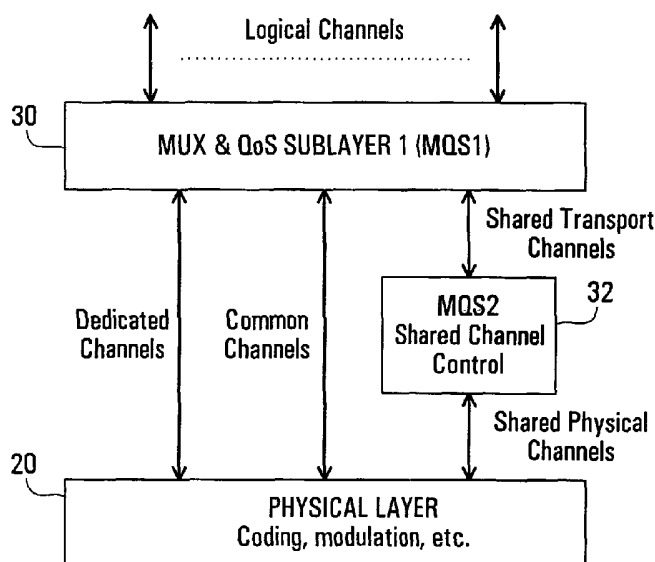 Logical Channels
30
MUX & QoS SUBLAYER 1 (MQS1)
Shared Transport
Channels
Dedicated
Channels
Common
Channels
MQS2
Shared Channel
Control
32
Shared Physical
Channels
20
PHYSICAL LAYER
Coding, modulation, etc.